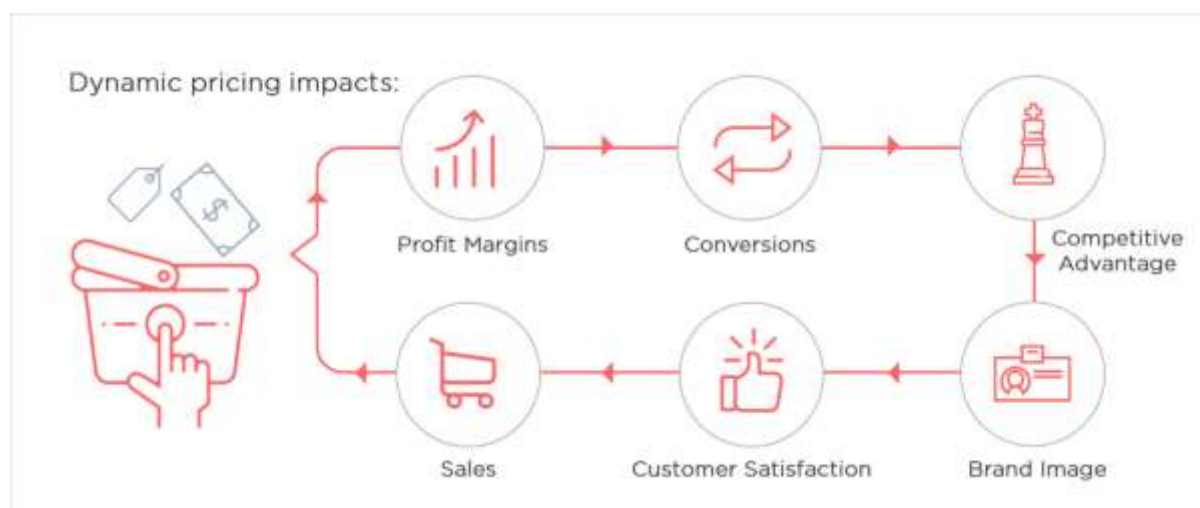 Dynamic pricing impacts:
$
Profit Margins
Conversions
Competitive
Advantage
Sales
Customer Satisfaction
Brand Image